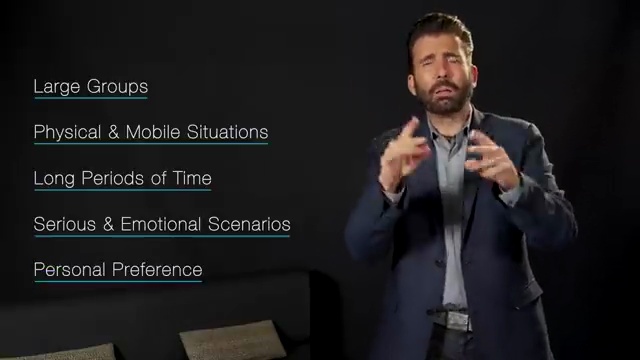 Large Groups
Physical & Mobile Situations
Long Periods of Time
Serious & Emotional Scenarios
Personal Preference